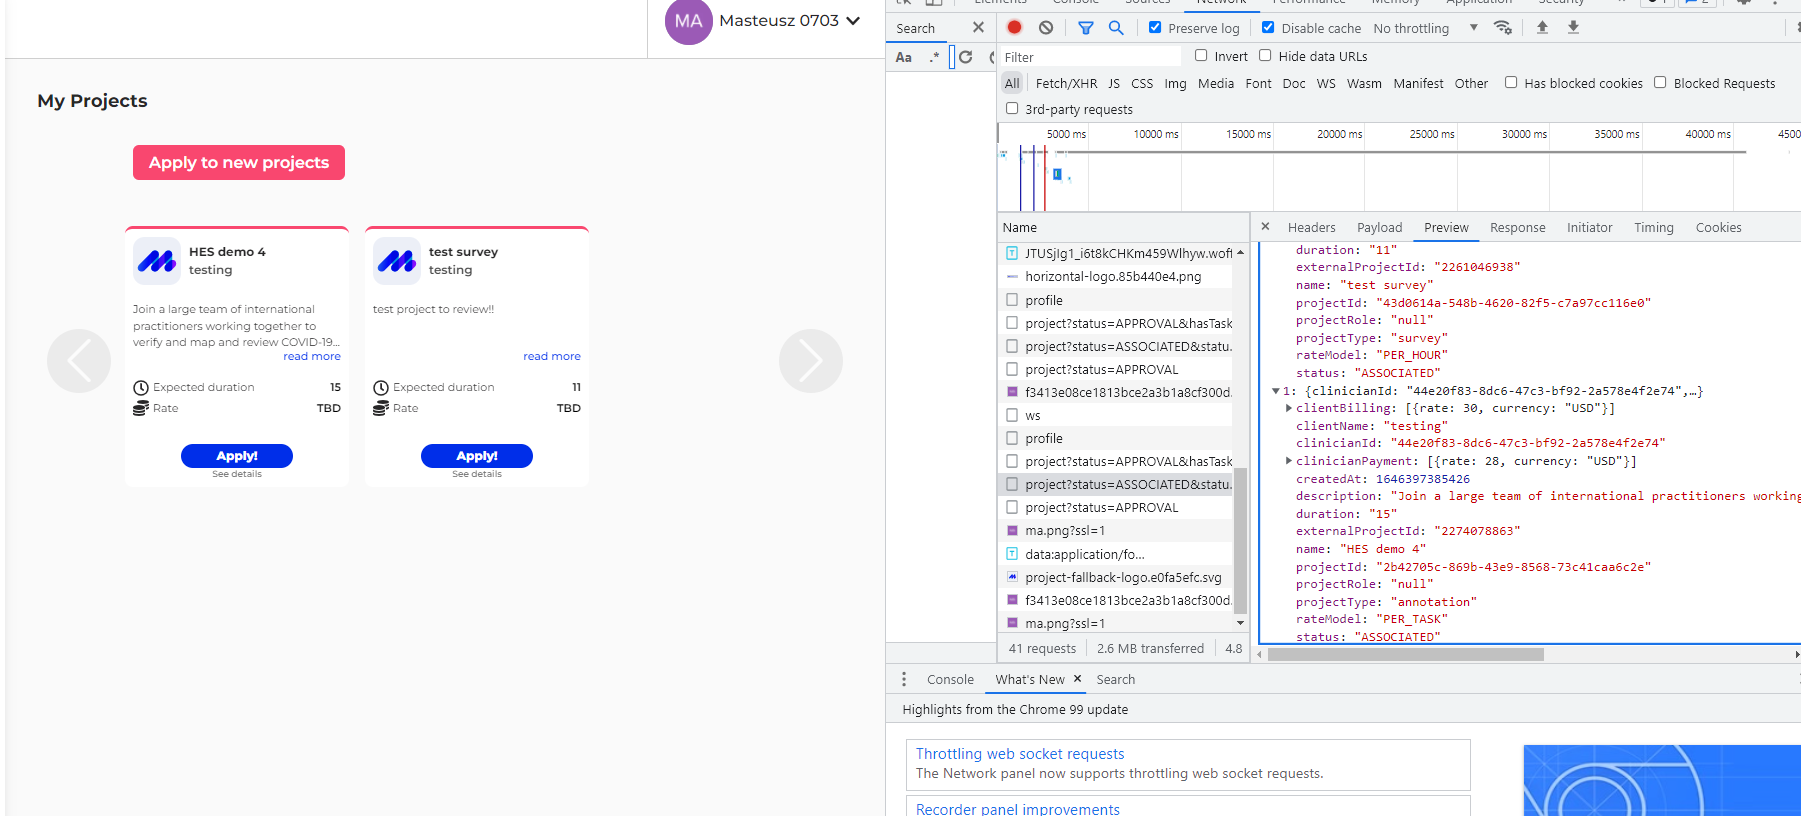 MA Masteusz 0703
My Projects
Apply to new projects
HES demo 4
testing
Join a large team of international
practitioners working together to
verify and map and review COVID-19...
read more
Expected duration 15
Rate TBD
Apply!
See details
test survey
testing
test project to review!!
read more
Expected duration 11
Rate TBD
Apply!
See details
Elements Console Sources Network Performance Memory Application Security
Search
Preserve log Disable cache No throttling
Aa .*
Filter Invert Hide data URLs
All Fetch/XHR JS CSS Img Media Font Doc WS Wasm Manifest Other Has blocked cookies Blocked Requests
3rd-party requests
5000 ms 10000 ms 15000 ms 20000 ms 25000 ms 30000 ms 35000 ms 40000 ms 4500
Name
JTUSjIg1_i6t8kCHKm459Wlhyw.woff
horizontal-logo.85b440e4.png
profile
project?status=APPROVAL&hasTask
project?status=ASSOCIATED&statu.
project?status=APPROVAL
f3413e08ce1813bce2a3b1a8cf300d.
ws
profile
project?status=APPROVAL&hasTask
project?status=ASSOCIATED&statu.
project?status=APPROVAL
ma.png?ssl=1
data:application/fo...
project-fallback-logo.e0fa5efc.svg
f3413e08ce1813bce2a3b1a8cf300d.
ma.png?ssl=1
41 requests 2.6 MB transferred 4.8
Headers Payload Preview Response Initiator Timing Cookies
duration: "11"
externalProjectId: "2261046938"
name: "test survey"
projectId: "43d0614a-548b-4620-82f5-c7a97cc116e0"
projectRole: "null"
projectType: "survey"
rateModel: "PER_HOUR"
status: "ASSOCIATED"
1: {clinicianId: "44e20f83-8dc6-47c3-bf92-2a578e4f2e74",…}
clientBilling: [{rate: 30, currency: "USD"}]
clientName: "testing"
clinicianId: "44e20f83-8dc6-47c3-bf92-2a578e4f2e74"
clinicianPayment: [{rate: 28, currency: "USD"}]
createdAt: 1646397385426
description: "Join a large team of international practitioners working
duration: "15"
externalProjectId: "2274078863"
name: "HES demo 4"
projectId: "2b42705c-869b-43e9-8568-73c41caa6c2e"
projectRole: "null"
projectType: "annotation"
rateModel: "PER_TASK"
status: "ASSOCIATED"
Console What's New Search
Highlights from the Chrome 99 update
Throttling web socket requests
The Network panel now supports throttling web socket requests.
Recorder panel improvements